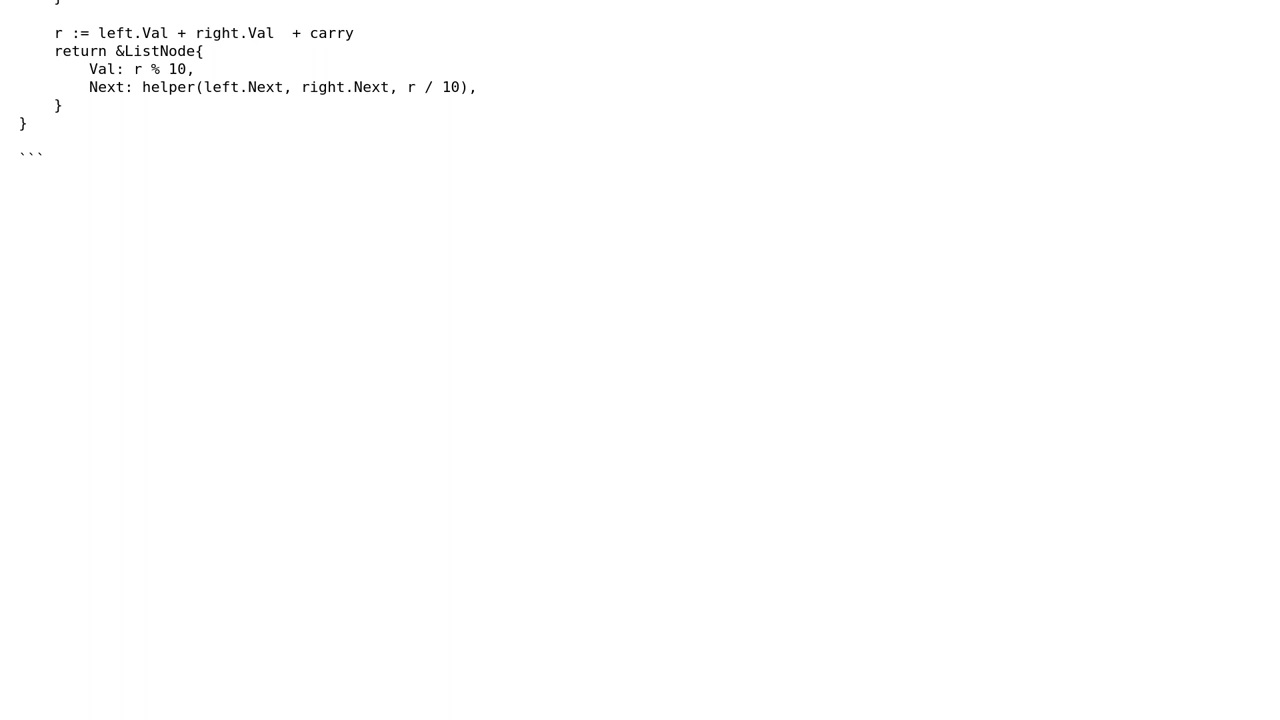 }
    r := left.Val + right.Val  + carry
    return &ListNode{
        Val: r % 10,
        Next: helper(left.Next, right.Next, r / 10),
    }
}
```